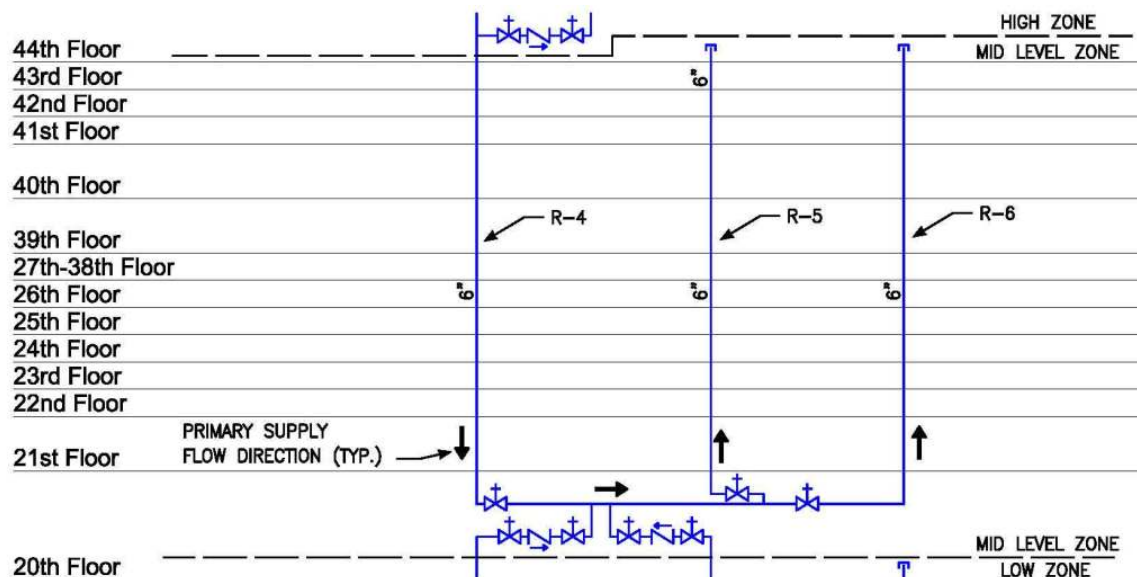 HIGH ZONE
44th Floor
MID LEVEL ZONE
43rd Floor
6"
42nd Floor
41st Floor
40th Floor
R-4
R-5
R-6
39th Floor
27th-38th Floor
26th Floor
6"
6"
6"
25th Floor
24th Floor
23rd Floor
22nd Floor
PRIMARY SUPPLY
FLOW DIRECTION (TYP.)
21st Floor
MID LEVEL ZONE
20th Floor
LOW ZONE